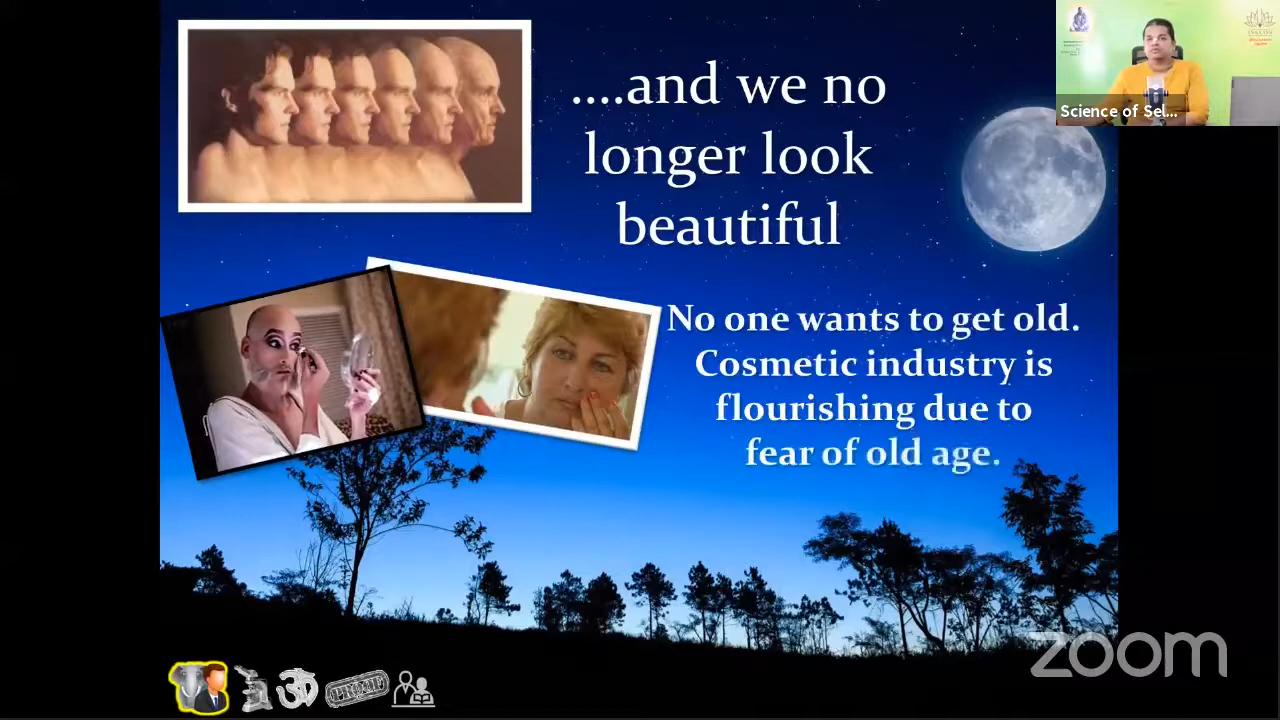 ....and we no
longer look
beautiful
Science of Sel...
No one wants to get old.
Cosmetic industry is
flourishing due to
fear of old age.
zoom
ॐ